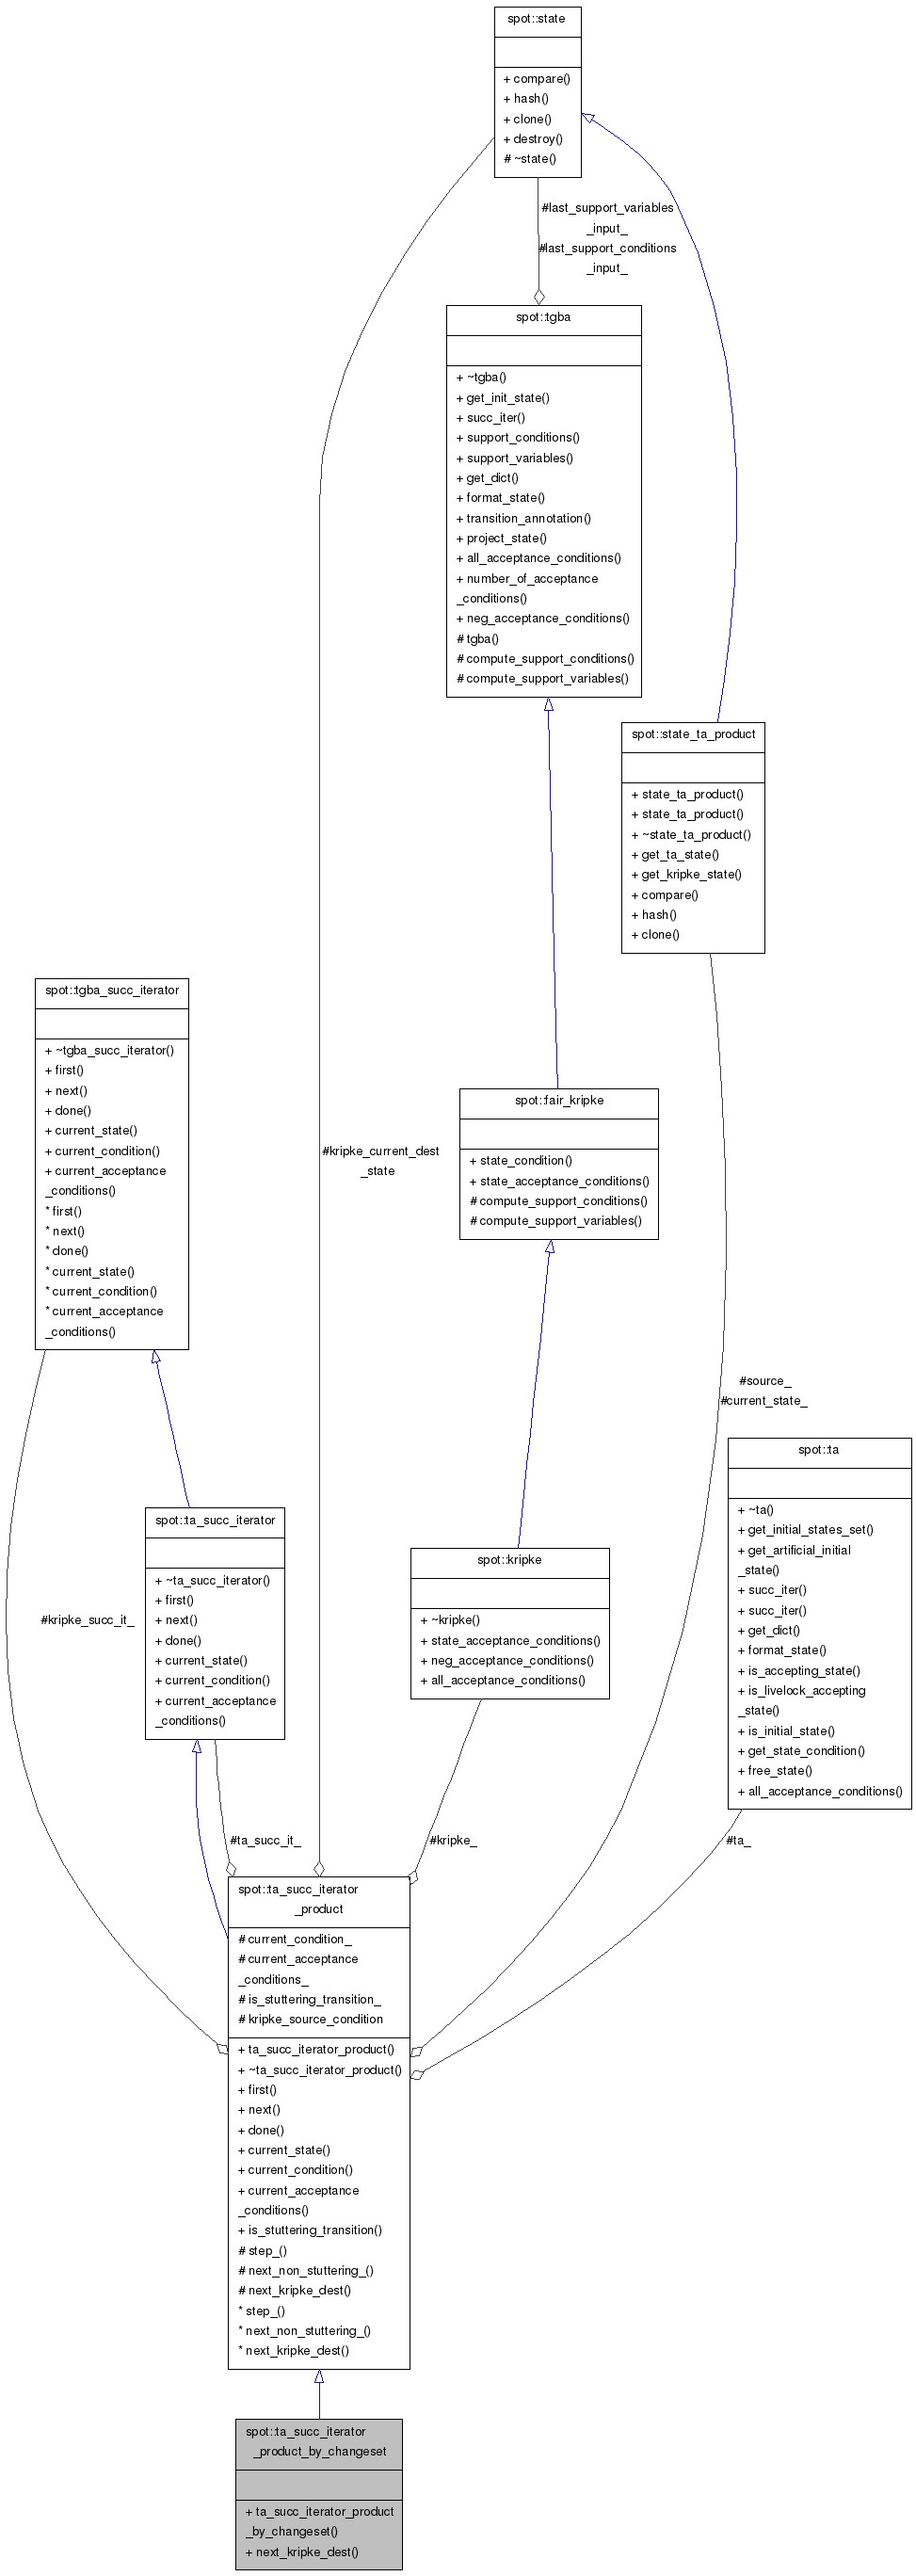 spot::state
+ compare()
+ hash()
+ clone()
+ destroy()
# ~state()
#last_support_variables
_input_
#last_support_conditions
_input_
spot::tgba
+ ~tgba()
+ get_init_state()
+ succ_iter()
+ support_conditions()
+ support_variables()
+ get_dict()
+ format_state()
+ transition_annotation()
+ project_state()
+ all_acceptance_conditions()
+ number_of_acceptance
_conditions()
+ neg_acceptance_conditions()
# tgba()
# compute_support_conditions()
# compute_support_variables()
spot::state_ta_product
+ state_ta_product()
+ state_ta_product()
+ ~state_ta_product()
+ get_ta_state()
+ get_kripke_state()
+ compare()
+ hash()
+ clone()
spot::tgba_succ_iterator
+ ~tgba_succ_iterator()
+ first()
+ next()
+ done()
+ current_state()
+ current_condition()
+ current_acceptance
_conditions()
* first()
* next()
* done()
* current_state()
* current_condition()
* current_acceptance
_conditions()
#kripke_current_dest
_state
spot::fair_kripke
+ state_condition()
+ state_acceptance_conditions()
# compute_support_conditions()
# compute_support_variables()
#source_
#current_state_
spot::ta_succ_iterator
+ ~ta_succ_iterator()
+ first()
+ next()
+ done()
+ current_state()
+ current_condition()
+ current_acceptance
_conditions()
#kripke_succ_it_
spot::kripke
+ ~kripke()
+ state_acceptance_conditions()
+ neg_acceptance_conditions()
+ all_acceptance_conditions()
spot::ta
+ ~ta()
+ get_initial_states_set()
+ get_artificial_initial
_state()
+ succ_iter()
+ succ_iter()
+ get_dict()
+ format_state()
+ is_accepting_state()
+ is_livelock_accepting
_state()
+ is_initial_state()
+ get_state_condition()
+ free_state()
+ all_acceptance_conditions()
#ta_succ_it_
#kripke_
#ta_
spot::ta_succ_iterator
_product
# current_condition_
# current_acceptance
_conditions_
# is_stuttering_transition_
# kripke_source_condition
+ ta_succ_iterator_product()
+ ~ta_succ_iterator_product()
+ first()
+ next()
+ done()
+ current_state()
+ current_condition()
+ current_acceptance
_conditions()
+ is_stuttering_transition()
# step_()
# next_non_stuttering_()
# next_kripke_dest()
* step_()
* next_non_stuttering_()
* next_kripke_dest()
spot::ta_succ_iterator
_product_by_changeset
+ ta_succ_iterator_product
_by_changeset()
+ next_kripke_dest()